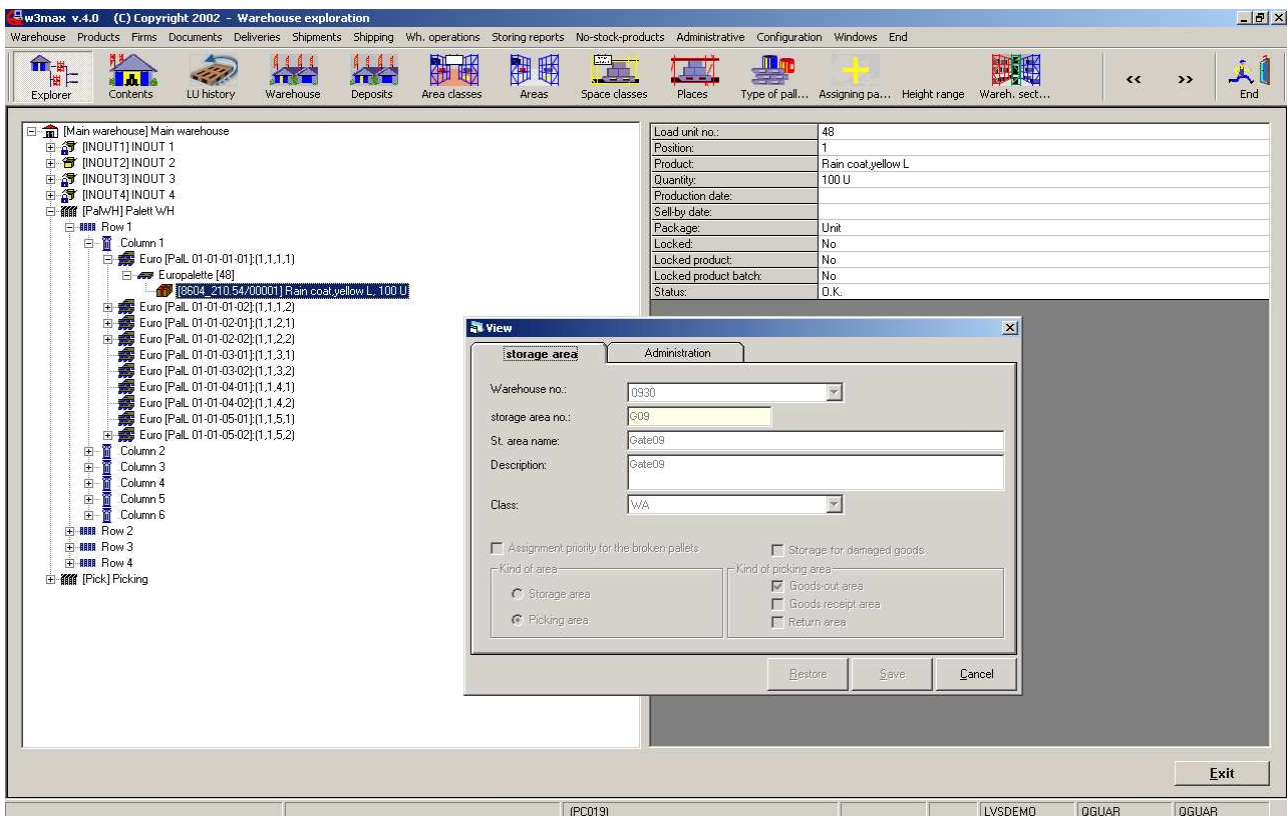 w3max v.4.0 (C) Copyright 2002 - Warehouse exploration
Warehouse Products Firms Documents Deliveries Shipments Shipping Wh. operations Storing reports No-stock-products Administrative Configuration Windows End
Explorer Contents LU history Warehouse Deposits Area classes Areas Space classes Places Type of pall... Assigning pa... Height range Wareh. sect... << >> End
[Main warehouse] Main warehouse
[INOUT1] INOUT 1
[INOUT2] INOUT 2
[INOUT3] INOUT 3
[INOUT4] INOUT 4
[PalWH] Palett WH
Row 1
Column 1
Euro [PalL 01-01-01-01]:(1,1,1,1)
Europalette [48]
[8604_210.54/00001] Rain coat,yellow L, 100 U
Euro [PalL 01-01-01-02]:(1,1,1,2)
Euro [PalL 01-01-02-01]:(1,1,2,1)
Euro [PalL 01-01-02-02]:(1,1,2,2)
Euro [PalL 01-01-03-01]:(1,1,3,1)
Euro [PalL 01-01-03-02]:(1,1,3,2)
Euro [PalL 01-01-04-01]:(1,1,4,1)
Euro [PalL 01-01-04-02]:(1,1,4,2)
Euro [PalL 01-01-05-01]:(1,1,5,1)
Euro [PalL 01-01-05-02]:(1,1,5,2)
Column 2
Column 3
Column 4
Column 5
Column 6
Row 2
Row 3
Row 4
[Pick] Picking
Load unit no.: 48
Position: 1
Product: Rain coat,yellow L
Quantity: 100 U
Production date:
Sell-by date:
Package: Unit
Locked: No
Locked product: No
Locked product batch: No
Status: O.K.
View
storage area Administration
Warehouse no.: 0930
storage area no.: G09
St. area name: Gate09
Description: Gate09
Class: WA
Assignment priority for the broken pallets Storage for damaged goods
Kind of area Kind of picking area
Storage area Goods-out area
Goods receipt area
Picking area Return area
Restore Save Cancel
Exit
(PC019) LVSDEMO QGUAR QGUAR